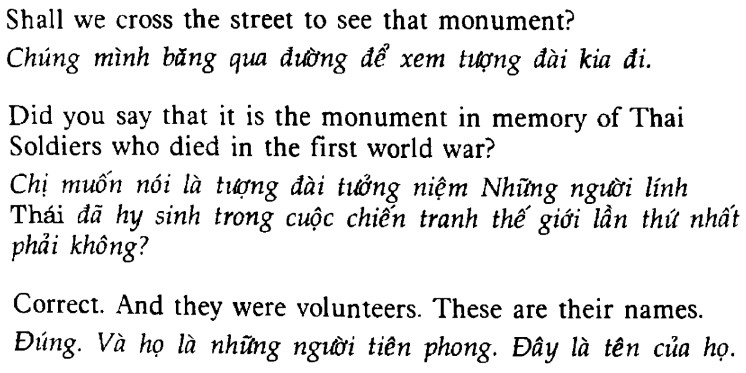 Shall we cross the street to see that monument?
Chúng mình băng qua đường để xem tượng đài kia đi.
Did you say that it is the monument in memory of Thai
Soldiers who died in the first world war?
Chị muốn nói là tượng đài tưởng niệm Những người lính
Thái đã hy sinh trong cuộc chiến tranh thế giới lần thứ nhất
phải không?
Correct. And they were volunteers. These are their names.
Đúng. Và họ là những người tiên phong. Đây là tên của họ.